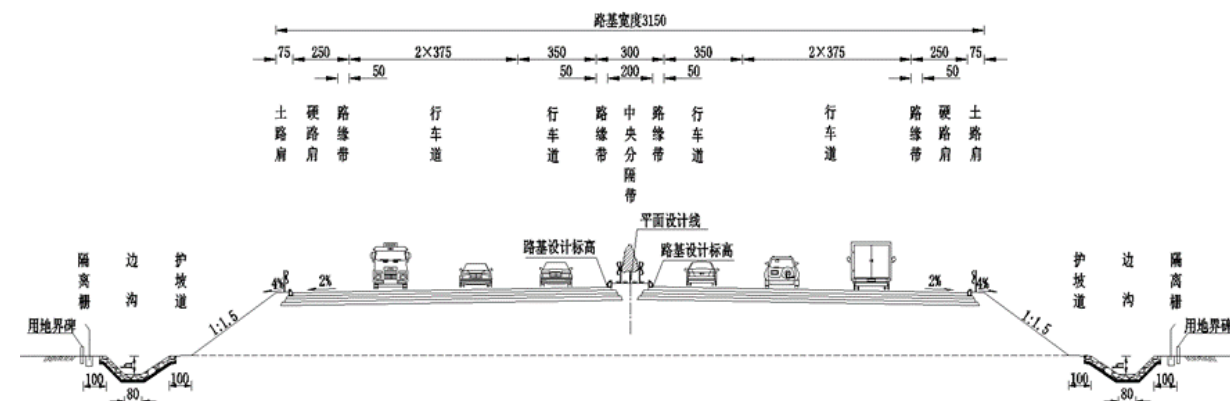 路基宽度3150
75 250 2×375 350 300 350 2×375 250 75
50 50 200 50 50
土路肩 硬路肩 路缘带 行车道 行车道 路缘带 中央分隔带 路缘带 行车道 行车道 路缘带 硬路肩 土路肩
平面设计线
路基设计标高 路基设计标高
隔离栅 边沟 护坡道 护坡道 边沟 隔离栅
4% 2% 2% 4%
1:1.5 1:1.5
用地界碑 用地界碑
100 100 100 100
80 80